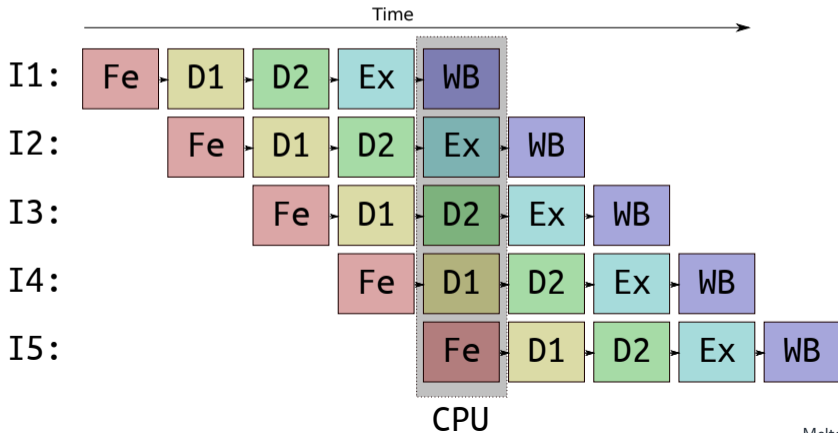 Time
I1: Fe D1 D2 Ex WB
I2: Fe D1 D2 Ex WB
I3: Fe D1 D2 Ex WB
I4: Fe D1 D2 Ex WB
I5: Fe D1 D2 Ex WB
CPU